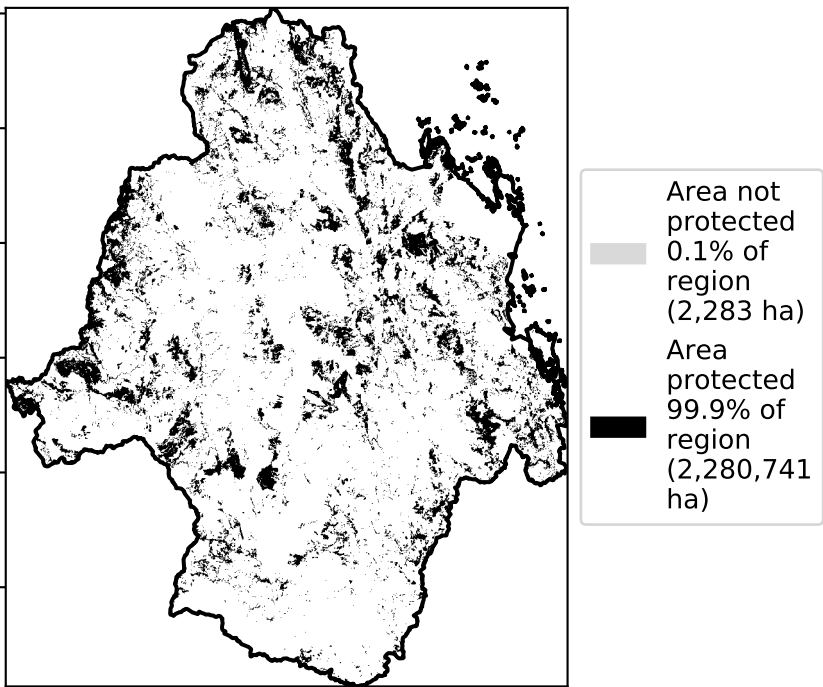 Area not
protected
0.1% of
region
(2,283 ha)
Area
protected
99.9% of
region
(2,280,741
ha)